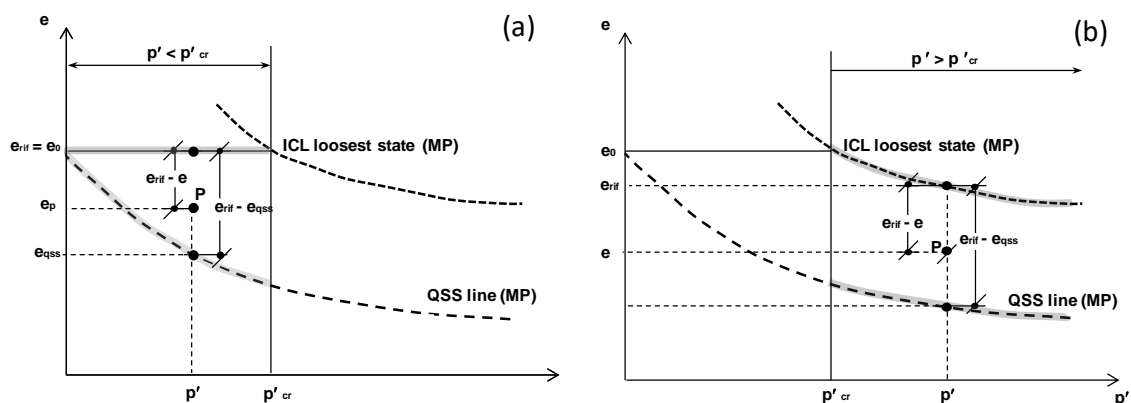 (a)
e
p' < p' cr
ICL loosest state (MP)
erif = e0
erif - e
P
ep
erif - eqss
eqss
QSS line (MP)
p'
p' cr
(b)
e
p' > p' cr
ICL loosest state (MP)
e0
erif
erif - e
P
erif - eqss
e
QSS line (MP)
p' cr
p'
p'